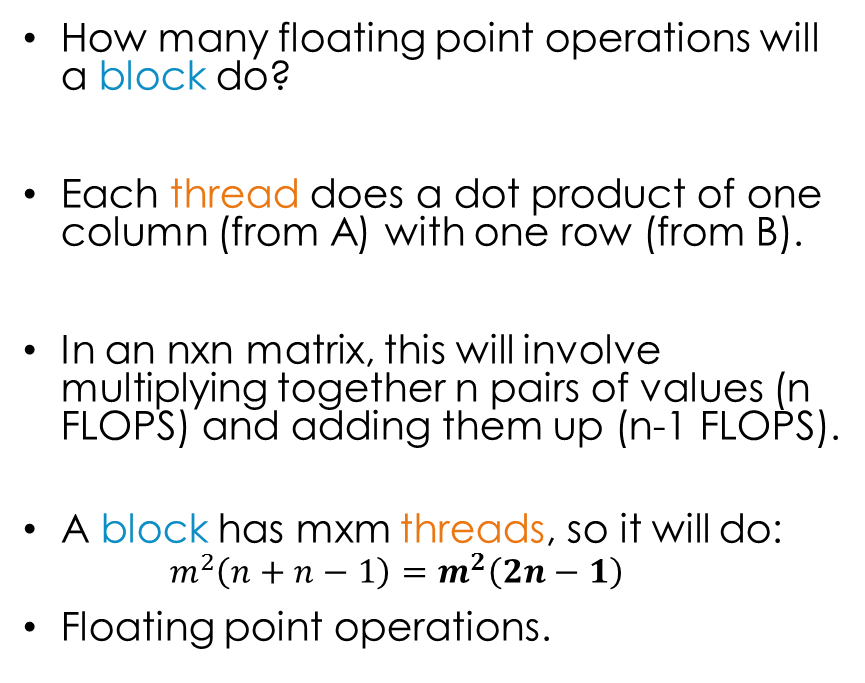 • How many floating point operations will
a block do?
• Each thread does a dot product of one
column (from A) with one row (from B).
• In an nxn matrix, this will involve
multiplying together n pairs of values (n
FLOPS) and adding them up (n-1 FLOPS).
• A block has mxm threads, so it will do:
m²(n + n − 1) = m²(2n − 1)
• Floating point operations.